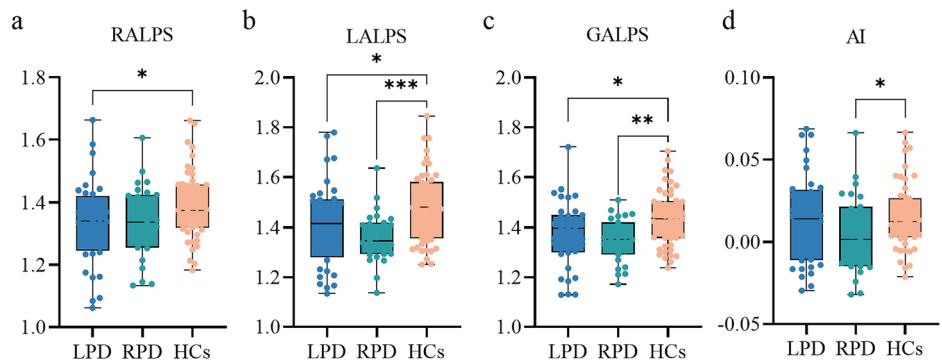 a
RALPS
*
1.8
1.6
1.4
1.2
1.0
LPD RPD HCs
b
LALPS
*
***
2.0
1.8
1.6
1.4
1.2
1.0
LPD RPD HCs
c
GALPS
*
**
2.0
1.8
1.6
1.4
1.2
1.0
LPD RPD HCs
d
AI
*
0.10
0.05
0.00
-0.05
LPD RPD HCs